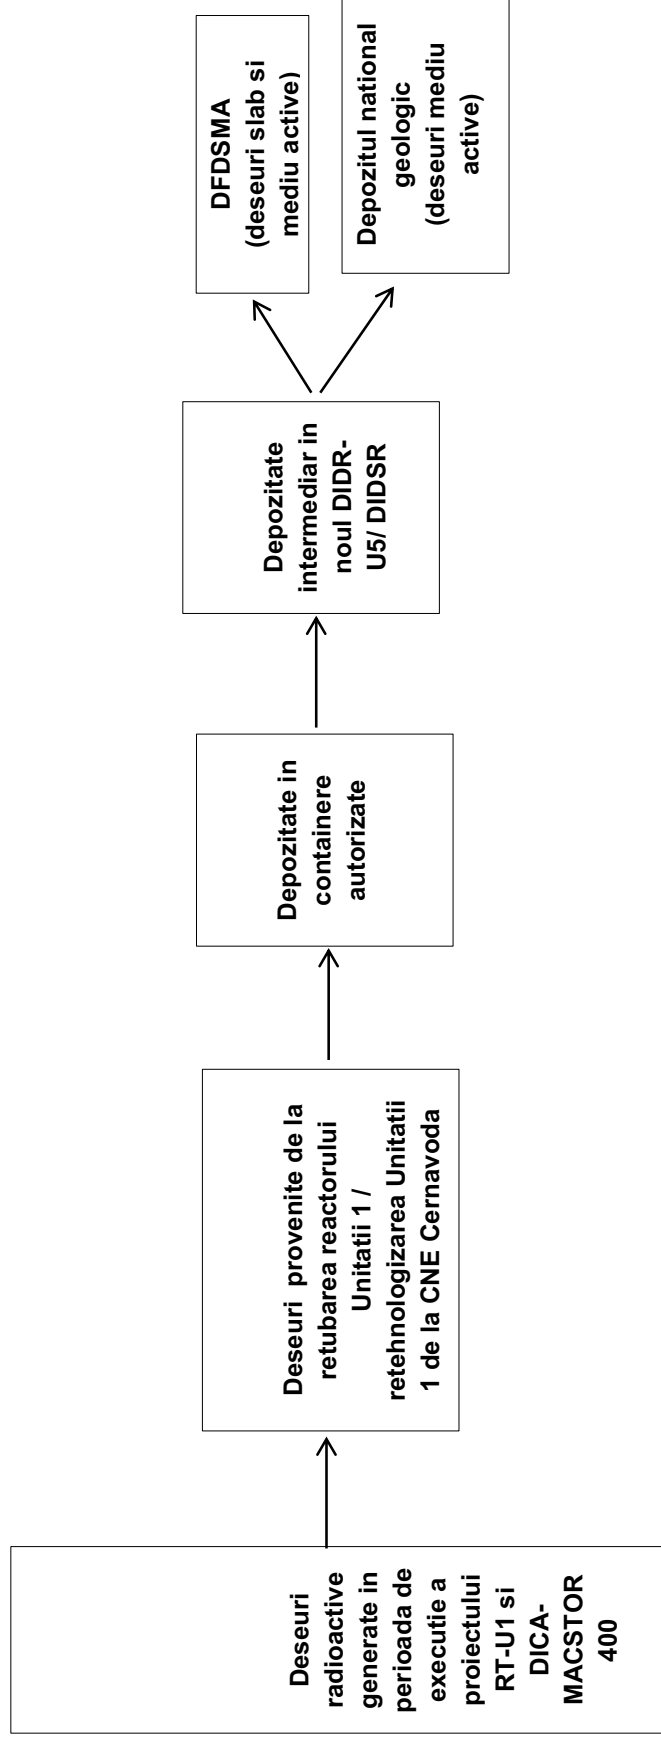 Deseuri
radioactive
generate in
perioada de
executie a
proiectului
RT-U1 si
DICA-
MACSTOR
400
Deseuri provenite de la
retubarea reactorului
Unitatii 1 /
retehnologizarea Unitatii
1 de la CNE Cernavoda
Depozitate in
containere
autorizate
Depozitate
intermediar in
noul DIDR-
U5/ DIDSR
DFDSMA
(deseuri slab si
mediu active)
Depozitul national
geologic
(deseuri mediu
active)